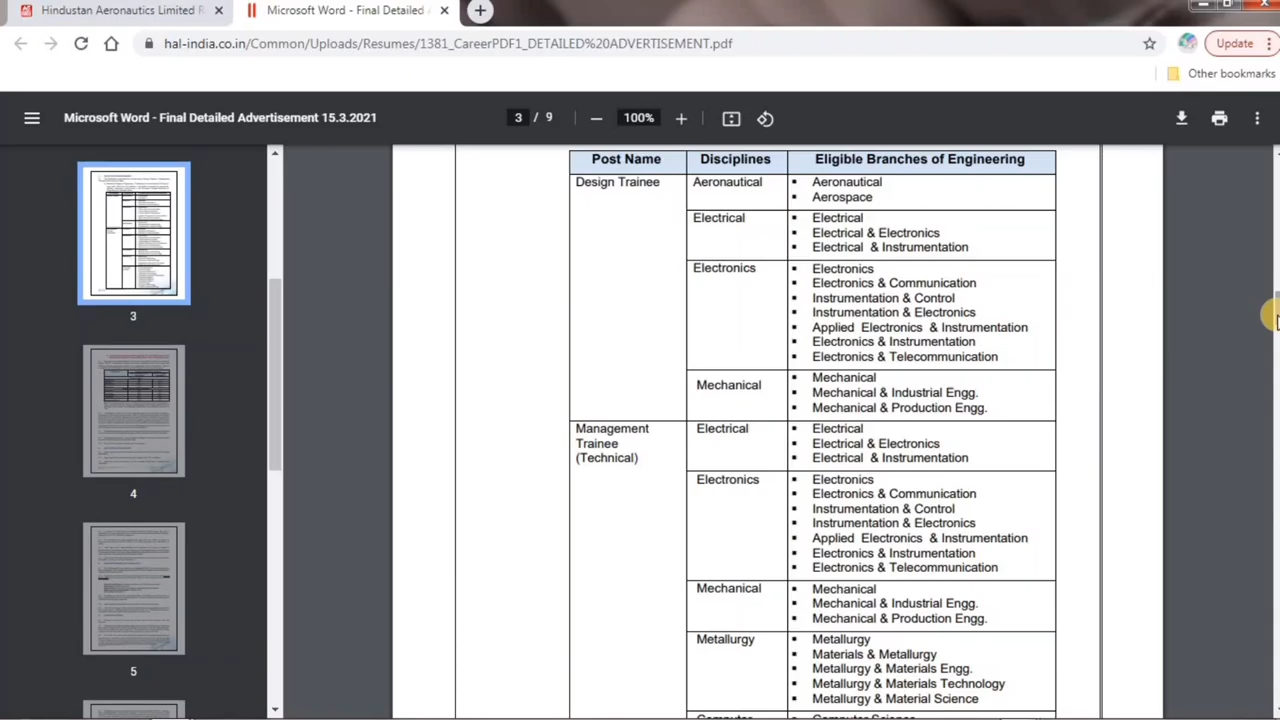 Hindustan Aeronautics Limited R
Microsoft Word - Final Detailed A
hal-india.co.in/Common/Uploads/Resumes/1381_CareerPDF1_DETAILED%20ADVERTISEMENT.pdf
Update
Other bookmarks
Microsoft Word - Final Detailed Advertisement 15.3.2021
3 / 9
100%
3
4
5
Post Name Disciplines Eligible Branches of Engineering
Design Trainee Aeronautical ▪ Aeronautical
▪ Aerospace
Electrical ▪ Electrical
▪ Electrical & Electronics
▪ Electrical & Instrumentation
Electronics ▪ Electronics
▪ Electronics & Communication
▪ Instrumentation & Control
▪ Instrumentation & Electronics
▪ Applied Electronics & Instrumentation
▪ Electronics & Instrumentation
▪ Electronics & Telecommunication
Mechanical ▪ Mechanical
▪ Mechanical & Industrial Engg.
▪ Mechanical & Production Engg.
Management Electrical ▪ Electrical
Trainee ▪ Electrical & Electronics
(Technical) ▪ Electrical & Instrumentation
Electronics ▪ Electronics
▪ Electronics & Communication
▪ Instrumentation & Control
▪ Instrumentation & Electronics
▪ Applied Electronics & Instrumentation
▪ Electronics & Instrumentation
▪ Electronics & Telecommunication
Mechanical ▪ Mechanical
▪ Mechanical & Industrial Engg.
▪ Mechanical & Production Engg.
Metallurgy ▪ Metallurgy
▪ Materials & Metallurgy
▪ Metallurgy & Materials Engg.
▪ Metallurgy & Materials Technology
▪ Metallurgy & Material Science
Computer ▪ Computer Science